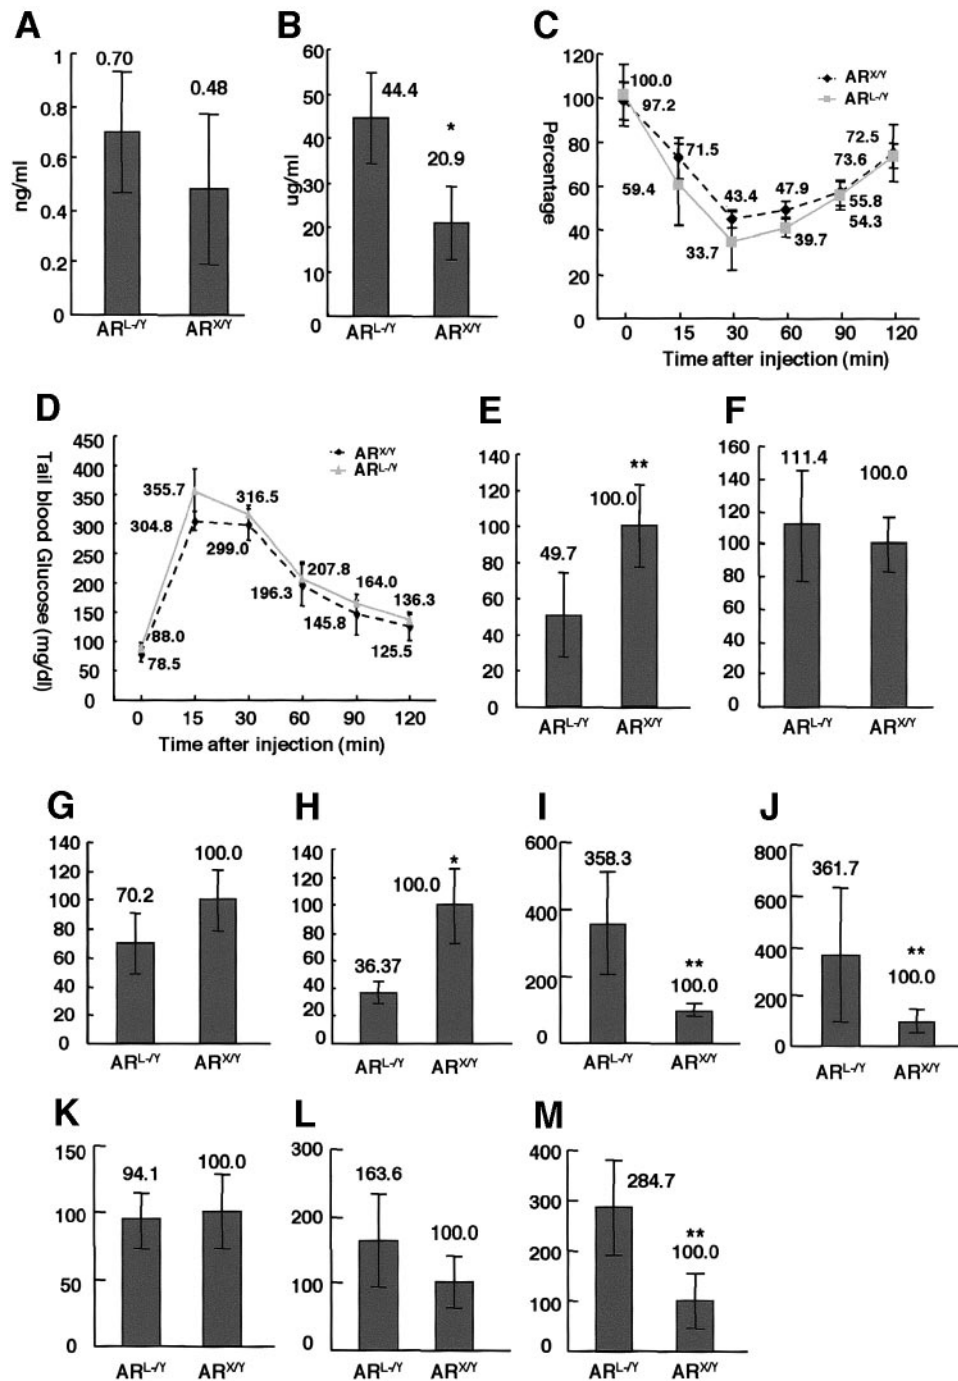 A
1
0.8
0.6
0.4
0.2
0
ng/ml
0.70
0.48
AR^L-/Y
AR^X/Y
B
60
50
40
30
20
10
0
ug/ml
44.4
*
20.9
AR^L-/Y
AR^X/Y
C
120
100
80
60
40
20
0
Percentage
AR^X/Y
AR^L-/Y
100.0
97.2
71.5
59.4
43.4
33.7
47.9
39.7
72.5
73.6
55.8
54.3
0 15 30 60 90 120
Time after injection (min)
D
450
400
350
300
250
200
150
100
50
0
Tail blood Glucose (mg/dl)
AR^X/Y
AR^L-/Y
355.7
304.8
316.5
299.0
207.8
196.3
164.0
145.8
136.3
125.5
88.0
78.5
0 15 30 60 90 120
Time after injection (min)
E
140
120
100
80
60
40
20
0
**
100.0
49.7
AR^L-/Y
AR^X/Y
F
160
140
120
100
80
60
40
20
0
111.4
100.0
AR^L-/Y
AR^X/Y
G
140
120
100
80
60
40
20
0
70.2
100.0
AR^L-/Y
AR^X/Y
H
140
120
100
80
60
40
20
0
*
100.0
36.37
AR^L-/Y
AR^X/Y
I
600
400
200
0
358.3
**
100.0
AR^L-/Y
AR^X/Y
J
800
600
400
200
0
361.7
**
100.0
AR^L-/Y
AR^X/Y
K
150
100
50
0
94.1
100.0
AR^L-/Y
AR^X/Y
L
300
200
100
0
163.6
100.0
AR^L-/Y
AR^X/Y
M
400
300
200
100
0
284.7
**
100.0
AR^L-/Y
AR^X/Y